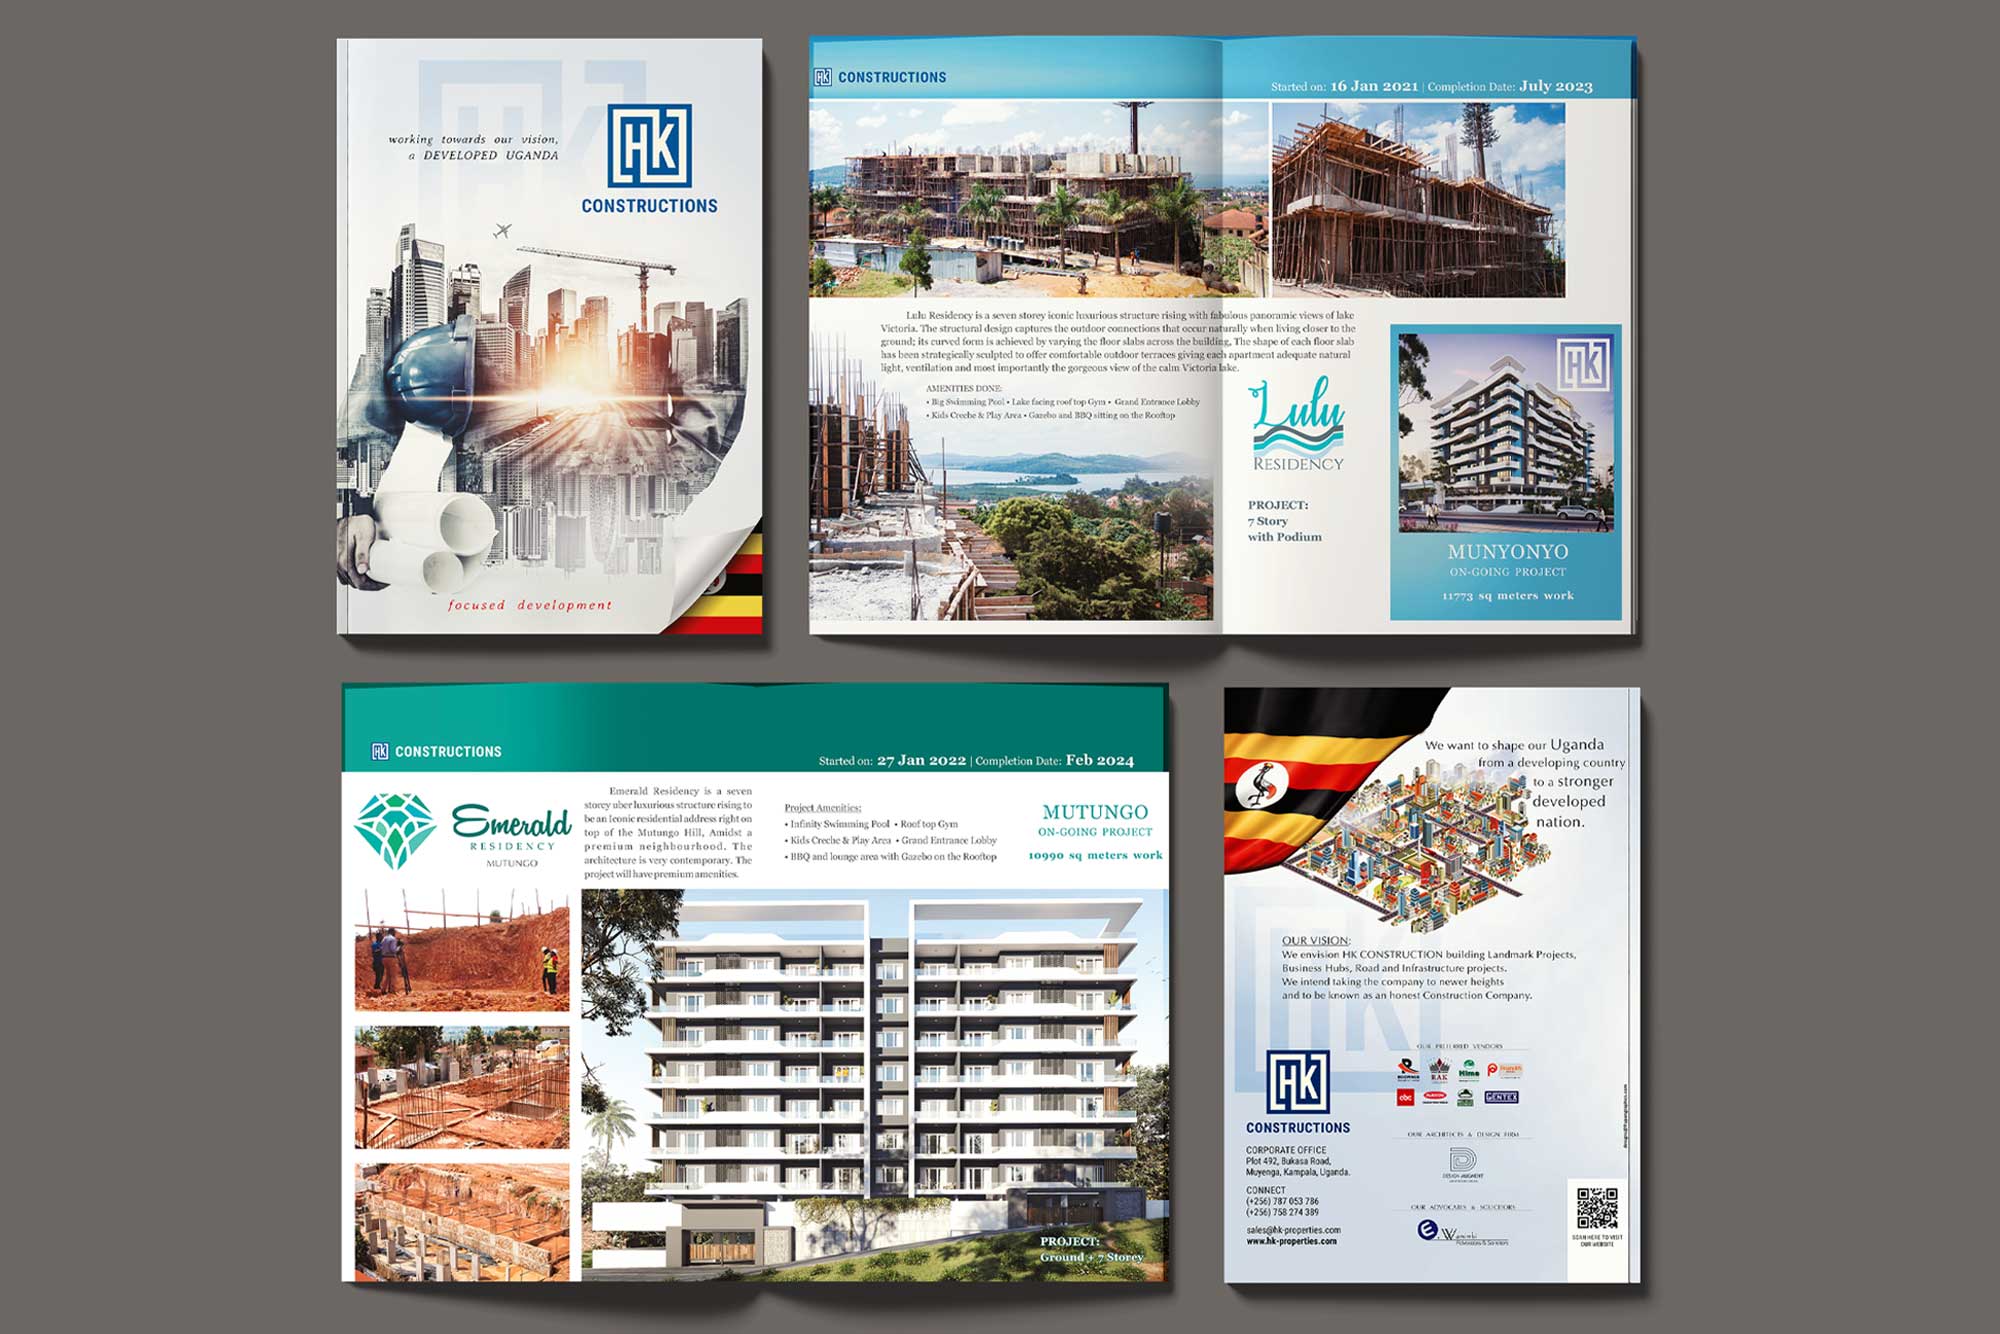 working towards our vision,
a DEVELOPED UGANDA
HK
CONSTRUCTIONS
focused development
HK CONSTRUCTIONS
Started on: 16 Jan 2021 | Completion Date: July 2023
Lulu Residency is a seven storey iconic luxurious structure rising with fabulous panoramic views of lake
Victoria. The structural design captures the outdoor connections that occur naturally when living closer to the
ground; its curved form is achieved by varying the floor slabs across the building, The shape of each floor slab
has been strategically sculpted to offer comfortable outdoor terraces giving each apartment adequate natural
light, ventilation and most importantly the gorgeous view of the calm Victoria lake.
AMENITIES DONE:
• Big Swimming Pool • Lake facing roof top Gym • Grand Entrance Lobby
• Kids Creche & Play Area • Gazebo and BBQ sitting on the Rooftop
Lulu
RESIDENCY
PROJECT:
7 Story
with Podium
HK
MUNYONYO
ON-GOING PROJECT
11773 sq meters work
HK CONSTRUCTIONS
Started on: 27 Jan 2022 | Completion Date: Feb 2024
Emerald
RESIDENCY
MUTUNGO
Emerald Residency is a seven
storey uber luxurious structure rising to
be an Iconic residential address right on
top of the Mutungo Hill, Amidst a
premium neighbourhood. The
architecture is very contemporary. The
project will have premium amenities.
Project Amenities:
• Infinity Swimming Pool • Roof top Gym
• Kids Creche & Play Area • Grand Entrance Lobby
• BBQ and lounge area with Gazebo on the Rooftop
MUTUNGO
ON-GOING PROJECT
10990 sq meters work
PROJECT:
Ground + 7 Storey
We want to shape our Uganda
from a developing country
to a stronger
developed
nation.
OUR VISION:
We envision HK CONSTRUCTION building Landmark Projects,
Business Hubs, Road and Infrastructure projects.
We intend taking the company to newer heights
and to be known as an honest Construction Company.
HK
CONSTRUCTIONS
CORPORATE OFFICE
Plot 492, Bukasa Road,
Muyenga, Kampala, Uganda.
CONNECT
(+256) 787 053 786
(+256) 758 274 389
sales@hk-properties.com
www.hk-properties.com
OUR PREFERRED VENDORS
RAK
Hima
GENTEX
OUR ARCHITECTS & DESIGN FIRM
OUR ADVOCATES & SOLICITORS
SCAN HERE TO VISIT
OUR WEBSITE